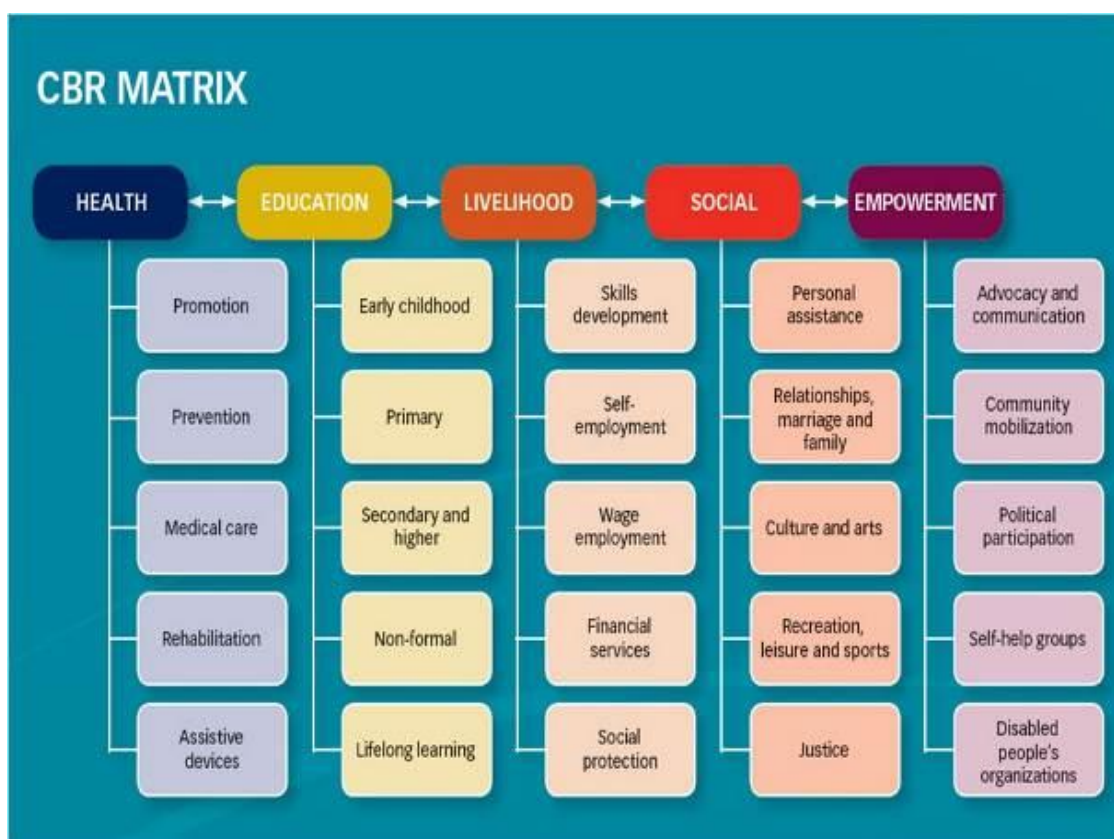 CBR MATRIX
HEALTH
EDUCATION
LIVELIHOOD
SOCIAL
EMPOWERMENT
Promotion
Prevention
Medical care
Rehabilitation
Assistive
devices
Early childhood
Primary
Secondary and
higher
Non-formal
Lifelong learning
Skills
development
Self-
employment
Wage
employment
Financial
services
Social
protection
Personal
assistance
Relationships,
marriage and
family
Culture and arts
Recreation,
leisure and sports
Justice
Advocacy and
communication
Community
mobilization
Political
participation
Self-help groups
Disabled
people's
organizations